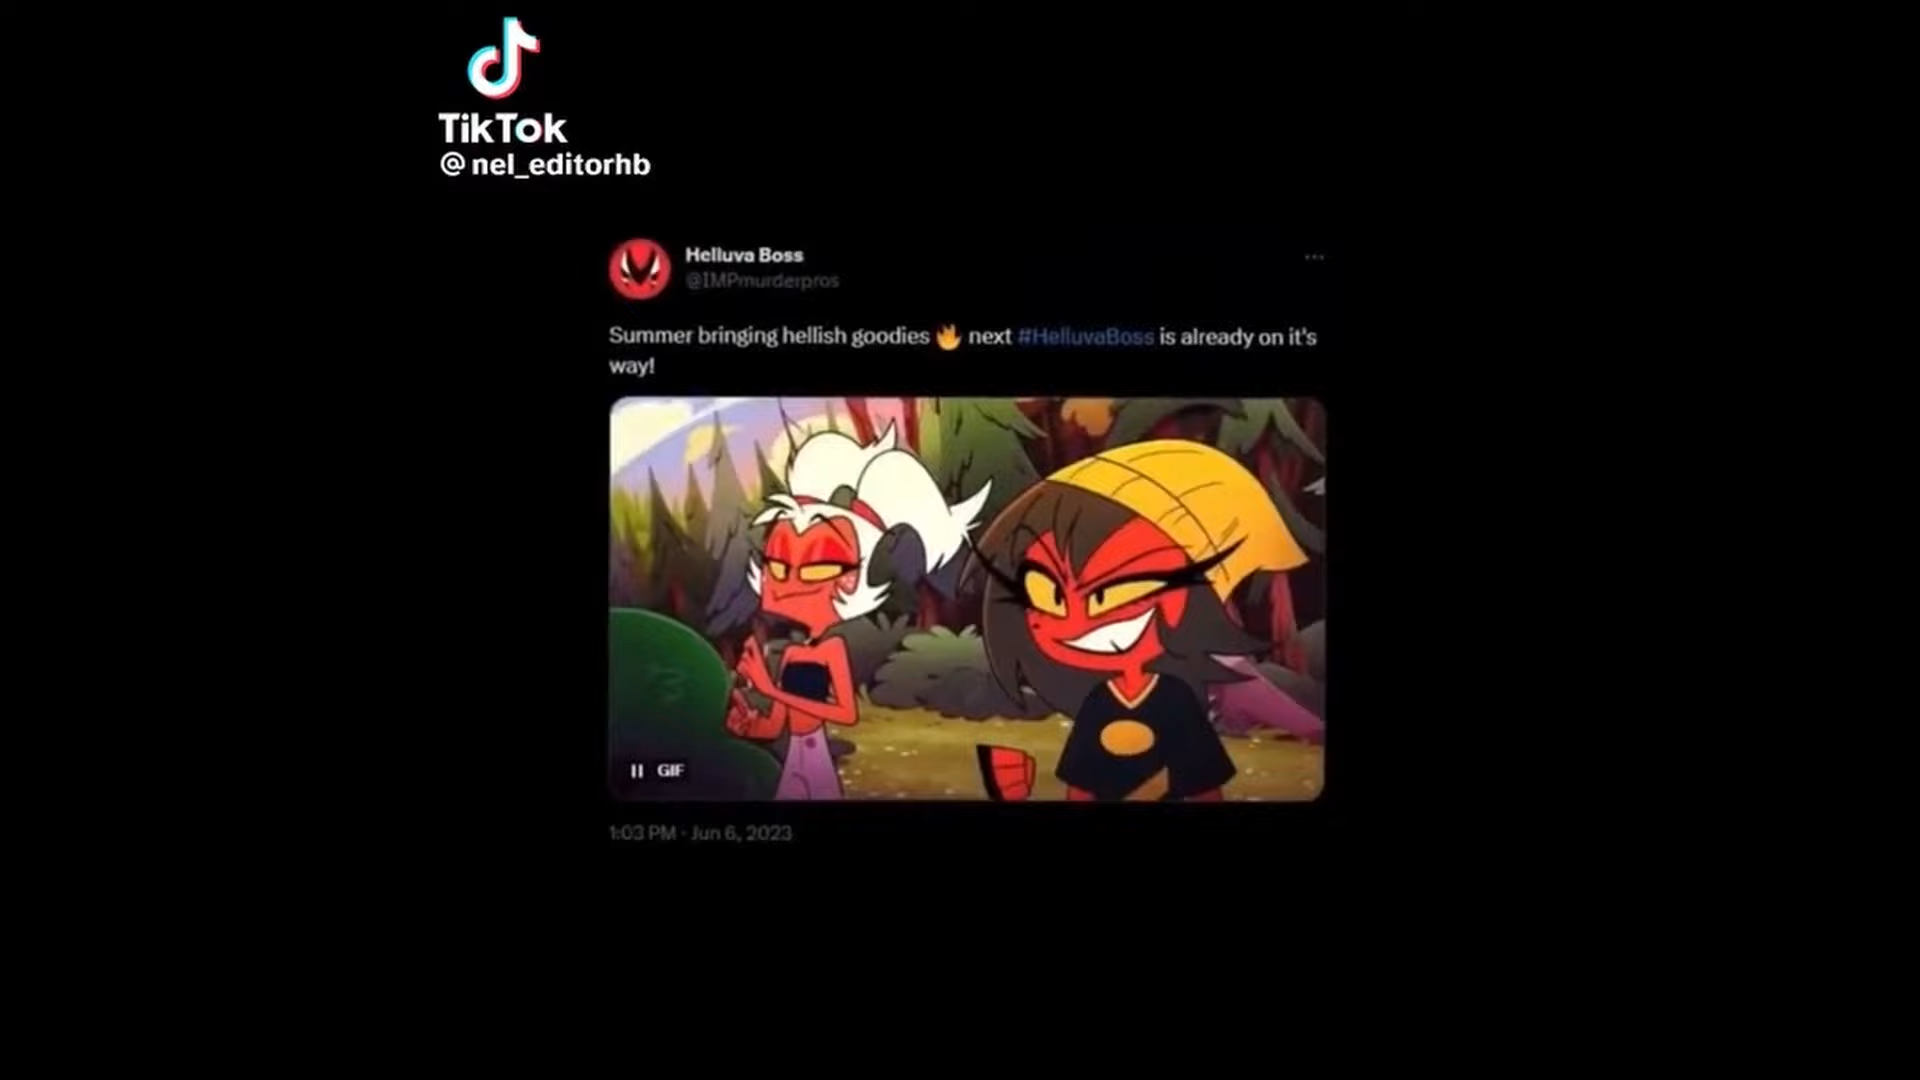 TikTok
@nel_editorhb
Helluva Boss
@IMPmurderpros
Summer bringing hellish goodies 🔥 next #HelluvaBoss is already on it's
way!
GIF
1:03 PM · Jun 6, 2023